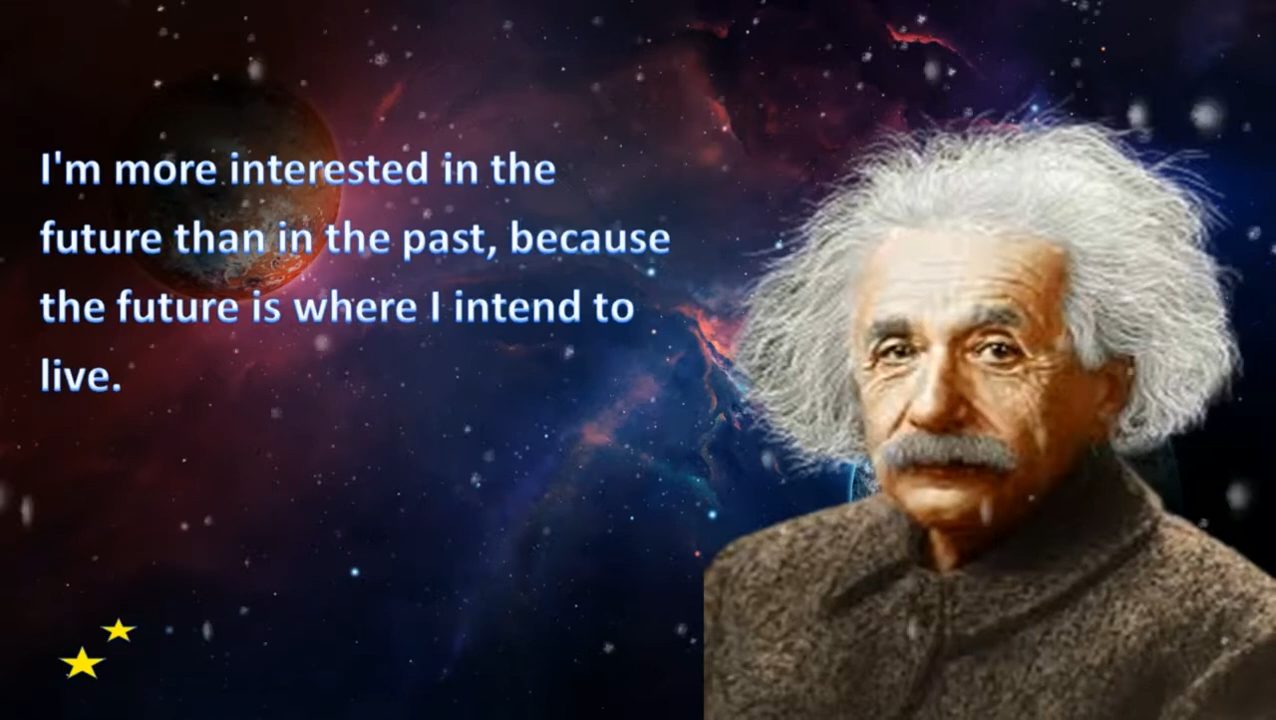 I'm more interested in the
future than in the past, because
the future is where I intend to
live.